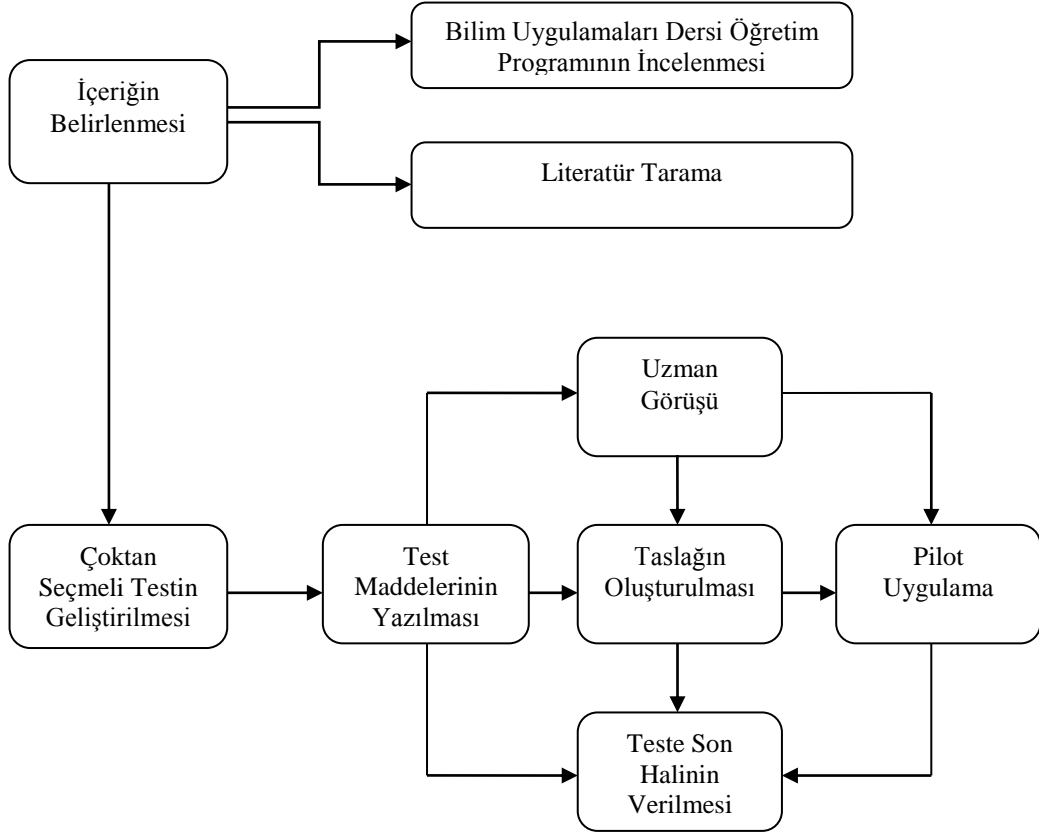 Bilim Uygulamaları Dersi Öğretim
Programının İncelenmesi
İçeriğin
Belirlenmesi
Literatür Tarama
Uzman
Görüşü
Çoktan
Seçmeli Testin
Geliştirilmesi
Test
Maddelerinin
Yazılması
Taslağın
Oluşturulması
Pilot
Uygulama
Teste Son
Halinin
Verilmesi